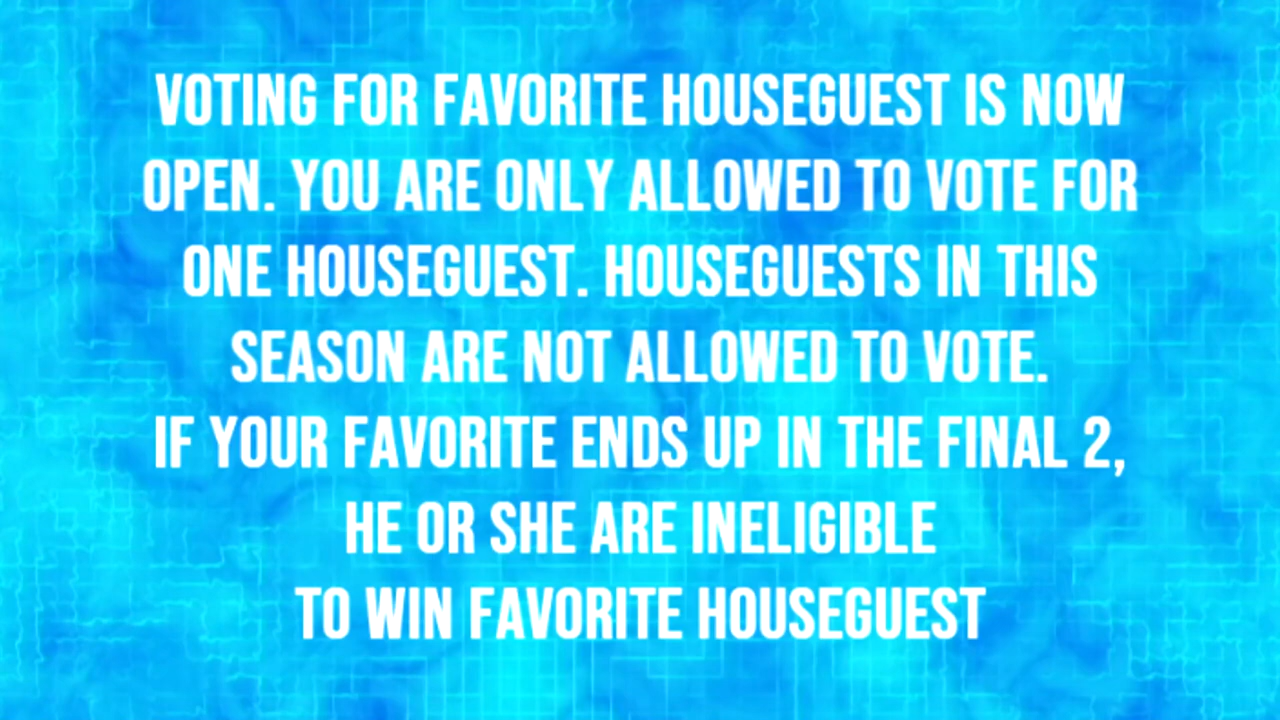 VOTING FOR FAVORITE HOUSEGUEST IS NOW
OPEN. YOU ARE ONLY ALLOWED TO VOTE FOR
ONE HOUSEGUEST. HOUSEGUESTS IN THIS
SEASON ARE NOT ALLOWED TO VOTE.
IF YOUR FAVORITE ENDS UP IN THE FINAL 2,
HE OR SHE ARE INELIGIBLE
TO WIN FAVORITE HOUSEGUEST